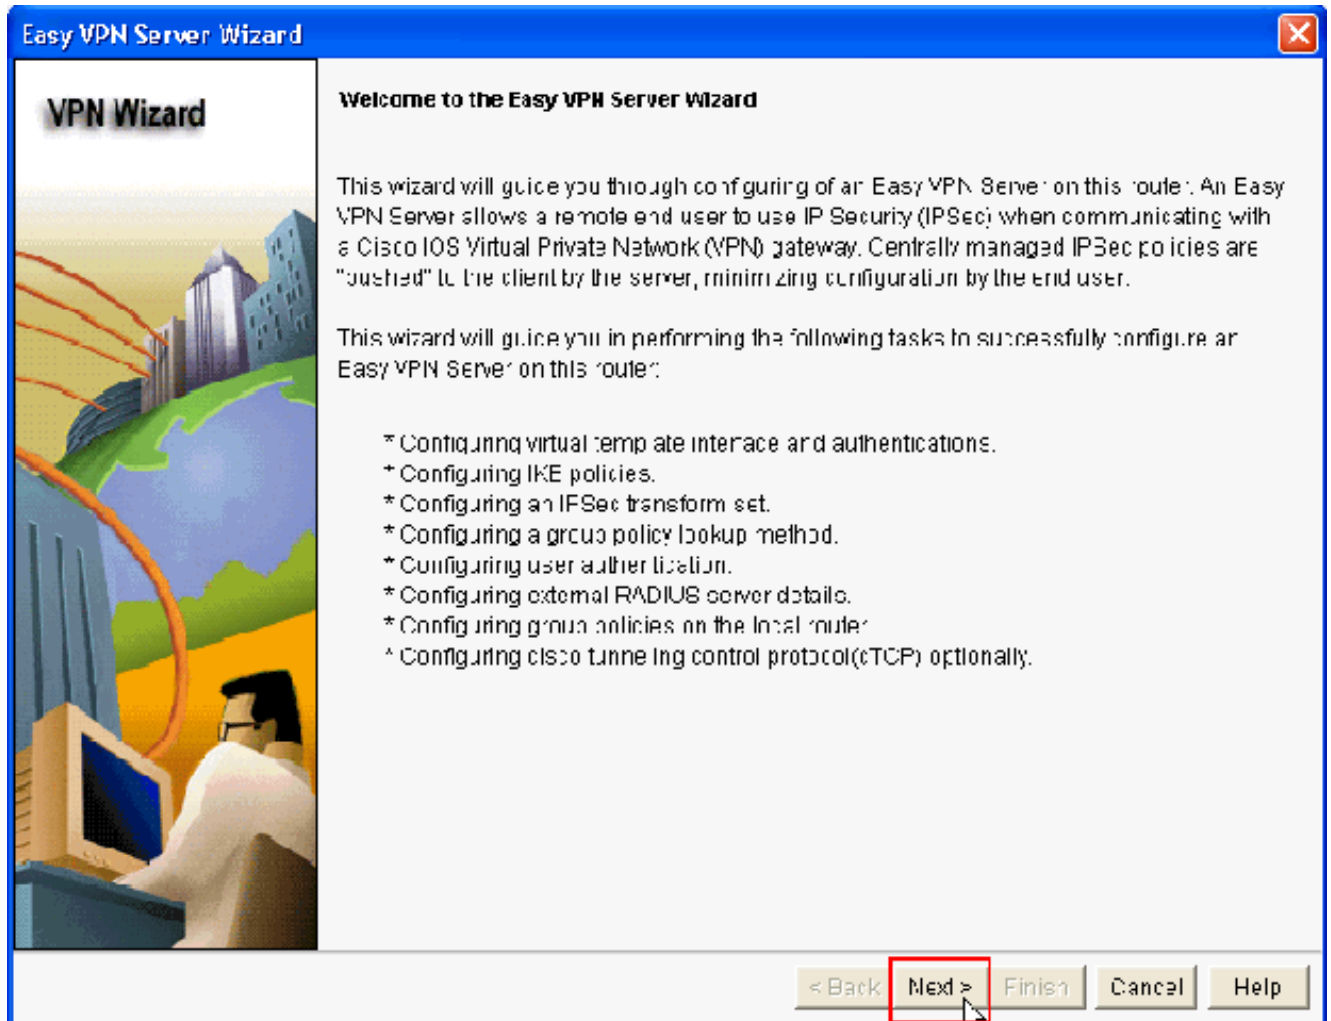 Easy VPN Server Wizard
VPN Wizard
Welcome to the Easy VPN Server Wizard
This wizard will guide you through configuring of an Easy VPN Server on this router. An Easy
VPN Server allows a remote end user to use IP Security (IPSec) when communicating with
a Cisco IOS Virtual Private Network (VPN) gateway. Centrally managed IPSec policies are
"pushed" to the client by the server, minimizing configuration by the end user.
This wizard will guide you in performing the following tasks to successfully configure an
Easy VPN Server on this router:
* Configuring virtual template interface and authentications.
* Configuring IKE policies.
* Configuring an IPSec transform set.
* Configuring a group policy lookup method.
* Configuring user authentication.
* Configuring external RADIUS server details.
* Configuring group policies on the local router
* Configuring cisco tunneling control protocol(cTCP) optionally.
< Back
Next >
Finish
Cancel
Help